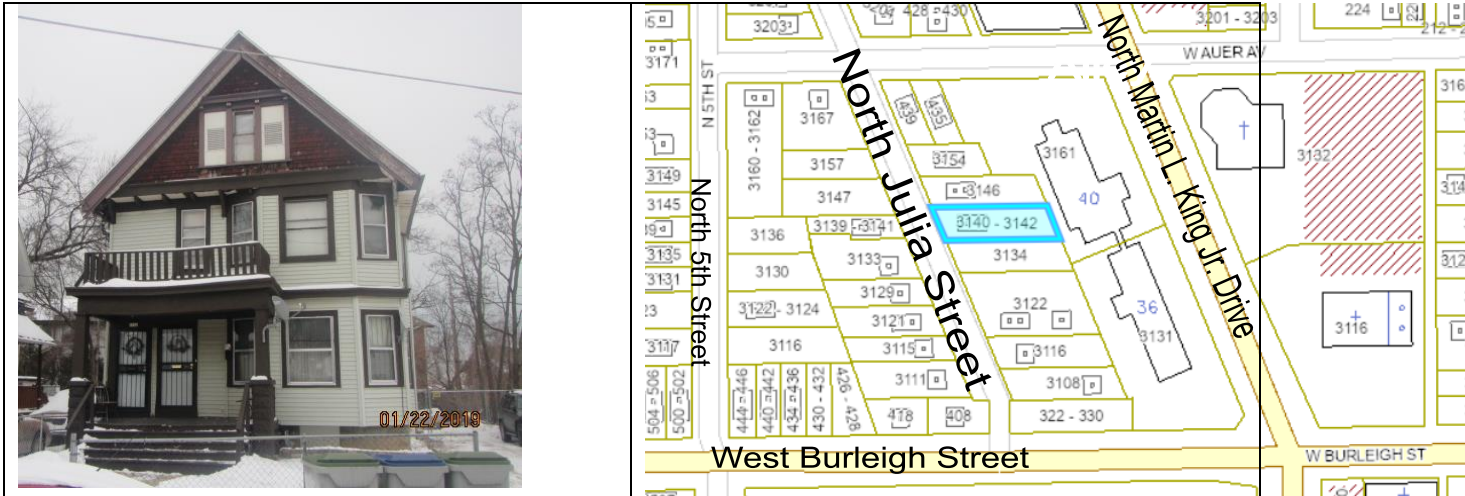 01/22/2019
428 - 430
3203
3201 - 3203
224
W AUER AV
3171
N 5TH ST
North Julia Street
North Martin L. King Jr. Drive
3160 - 3162
3167
439
435
3161
3132
3157
3154
3149
3147
3146
40
3145
North 5th Street
3139 - 3141
3140 - 3142
3136
3134
3135
3133
3130
3131
3129
3122
36
3122 - 3124
3121
3131
3116
3117
3116
3115
3116
3111
3108
504 - 506
500 - 502
444 - 446
440 - 442
434 - 436
430 - 432
426 - 428
418
408
322 - 330
West Burleigh Street
W BURLEIGH ST